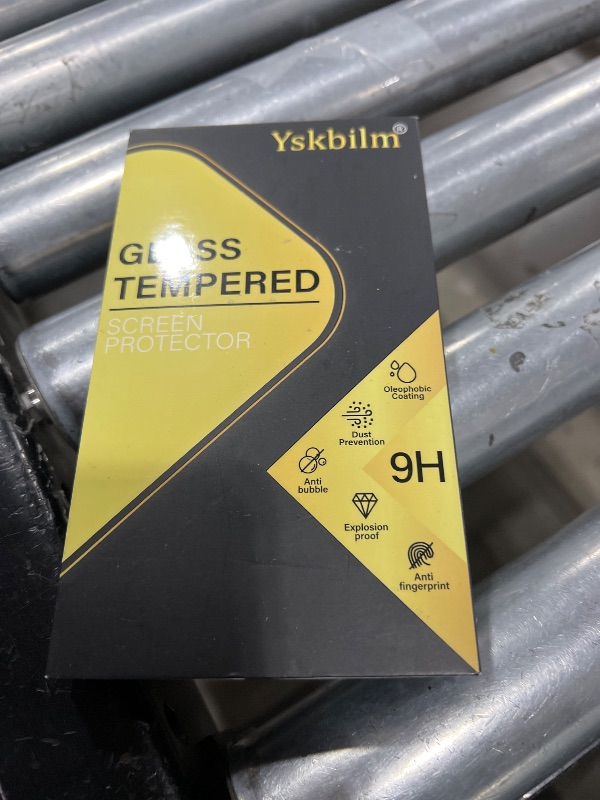 Yskbilm®
GLASS
TEMPERED
SCREEN
PROTECTOR
Oleophobic
Coating
Dust
Prevention
9H
Anti
bubble
Explosion
proof
Anti
fingerprint